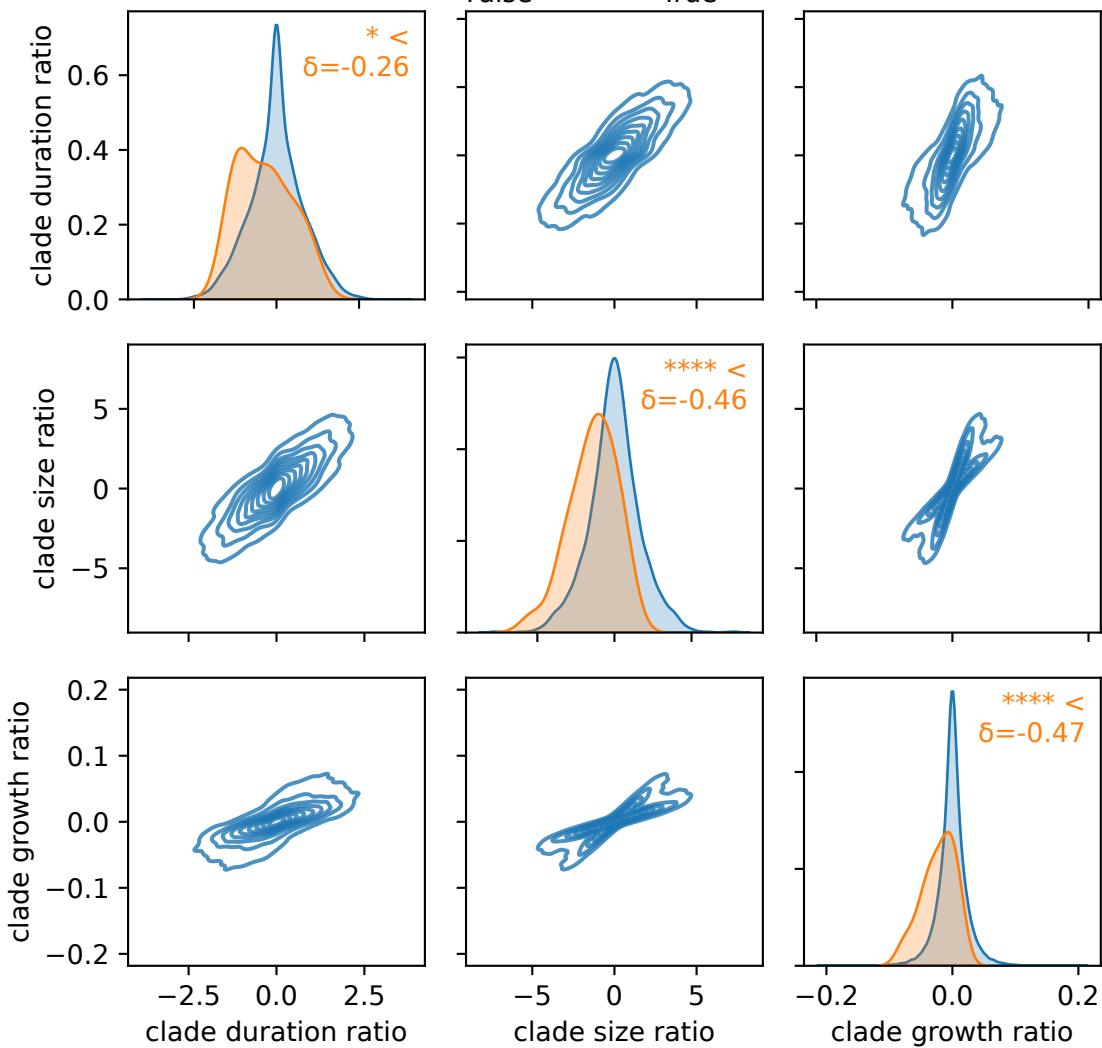 True
clade duration ratio
0.6
0.4
0.2
0.0
* <
δ=-0.26
clade size ratio
5
0
−5
**** <
δ=-0.46
clade growth ratio
0.2
0.1
0.0
−0.1
−0.2
**** <
δ=-0.47
−2.5 0.0 2.5
−5 0 5
−0.2 0.0 0.2
clade duration ratio
clade size ratio
clade growth ratio